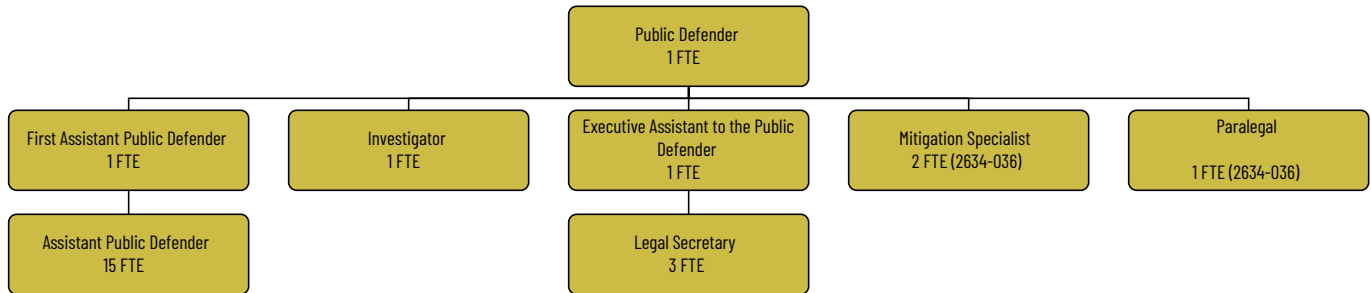 Public Defender
1 FTE
First Assistant Public Defender
1 FTE
Investigator
1 FTE
Executive Assistant to the Public
Defender
1 FTE
Mitigation Specialist
2 FTE (2634-036)
Paralegal
1 FTE (2634-036)
Assistant Public Defender
15 FTE
Legal Secretary
3 FTE